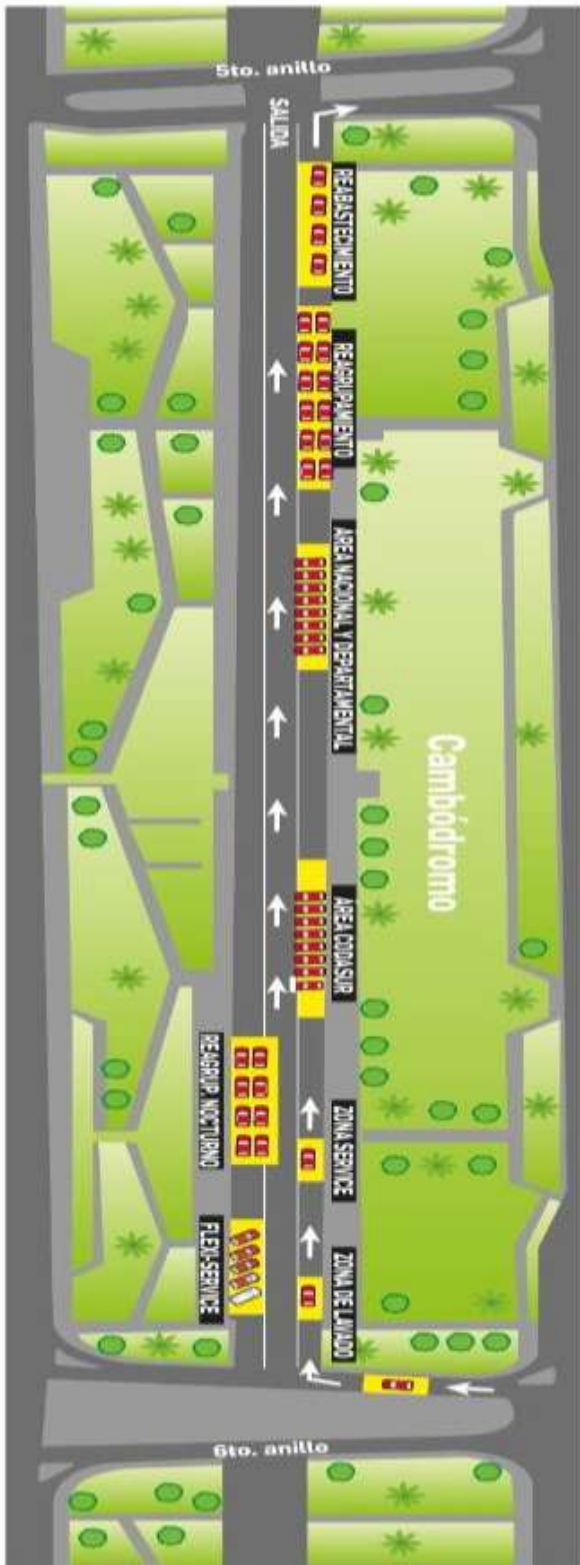 5to. anillo
SALIDA
REABASTECIMIENTO
REAGRUPAMIENTO
AREA NACIONAL Y DEPARTAMENTAL
Cambódromo
AREA CODASUR
REAGRUP. NOCTURNO
ZONA SERVICE
FLEXI-SERVICE
ZONA DE LAVADO
6to. anillo